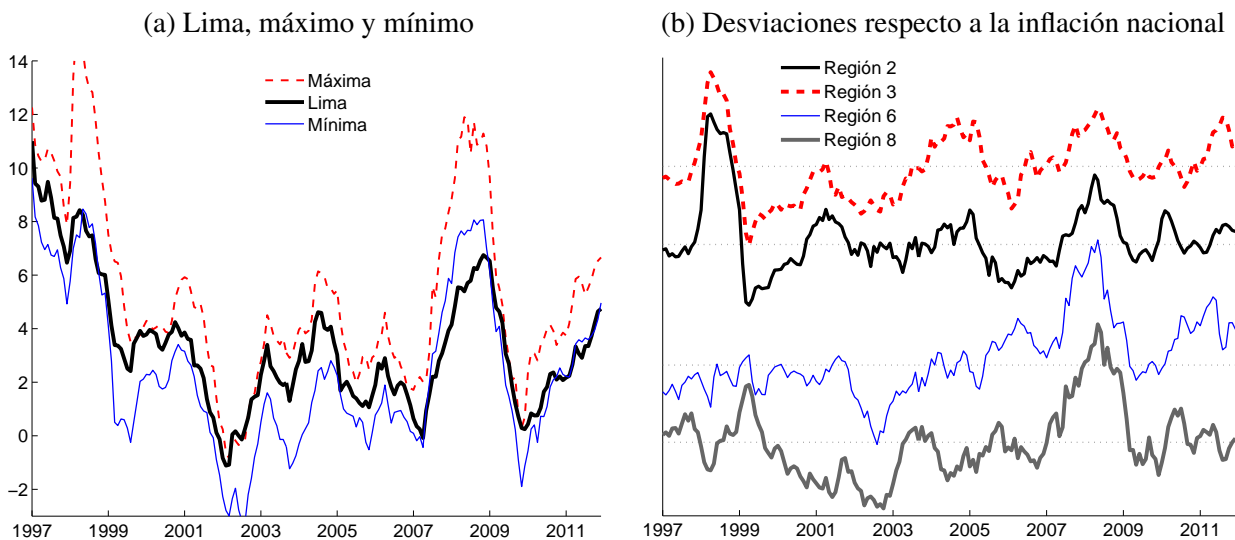 (a) Lima, máximo y mínimo
14
12
10
8
6
4
2
0
−2
1997 1999 2001 2003 2005 2007 2009 2011
Máxima
Lima
Mínima
(b) Desviaciones respecto a la inflación nacional
Región 2
Región 3
Región 6
Región 8
1997 1999 2001 2003 2005 2007 2009 2011